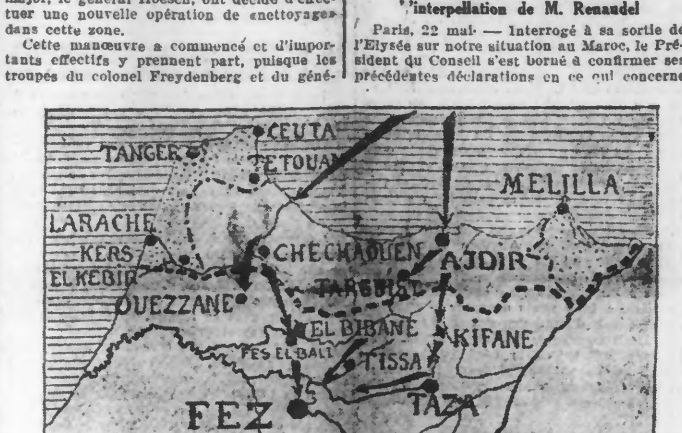 major, le général Hoesch, ont décidé d'effec-
tuer une nouvelle opération de «nettoyage»
dans cette zone.
Cette manœuvre a commencé et d'impor-
tants effectifs y prennent part, puisque les
troupes du colonel Freydenberg et du géné-
interpellation de M. Renaudel
Paris, 22 mai. — Interrogé à sa sortie de
l'Elysée sur notre situation au Maroc, le Pré-
sident du Conseil s'est borné à confirmer ses
précédentes déclarations en ce qui concerne
CEUTA
TANGER
TETOUAN
MELILLA
LARACHE
KERS
ELKEBIR
CHECHAOUEN
AJDIR
TARGUIST
OUEZZANE
EL BIBANE
KIFANE
FES EL BALI
TISSA
FEZ
TAZA